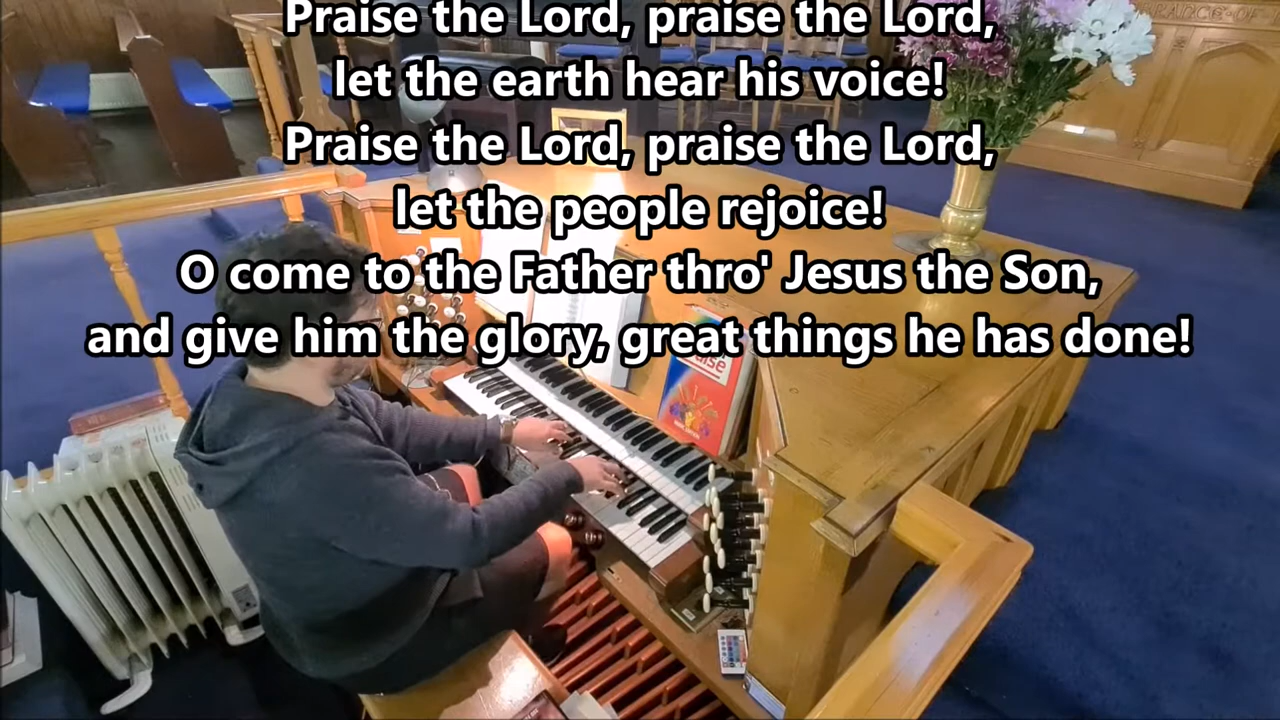 Praise the Lord, praise the Lord,
let the earth hear his voice!
Praise the Lord, praise the Lord,
let the people rejoice!
O come to the Father thro' Jesus the Son,
and give him the glory, great things he has done!